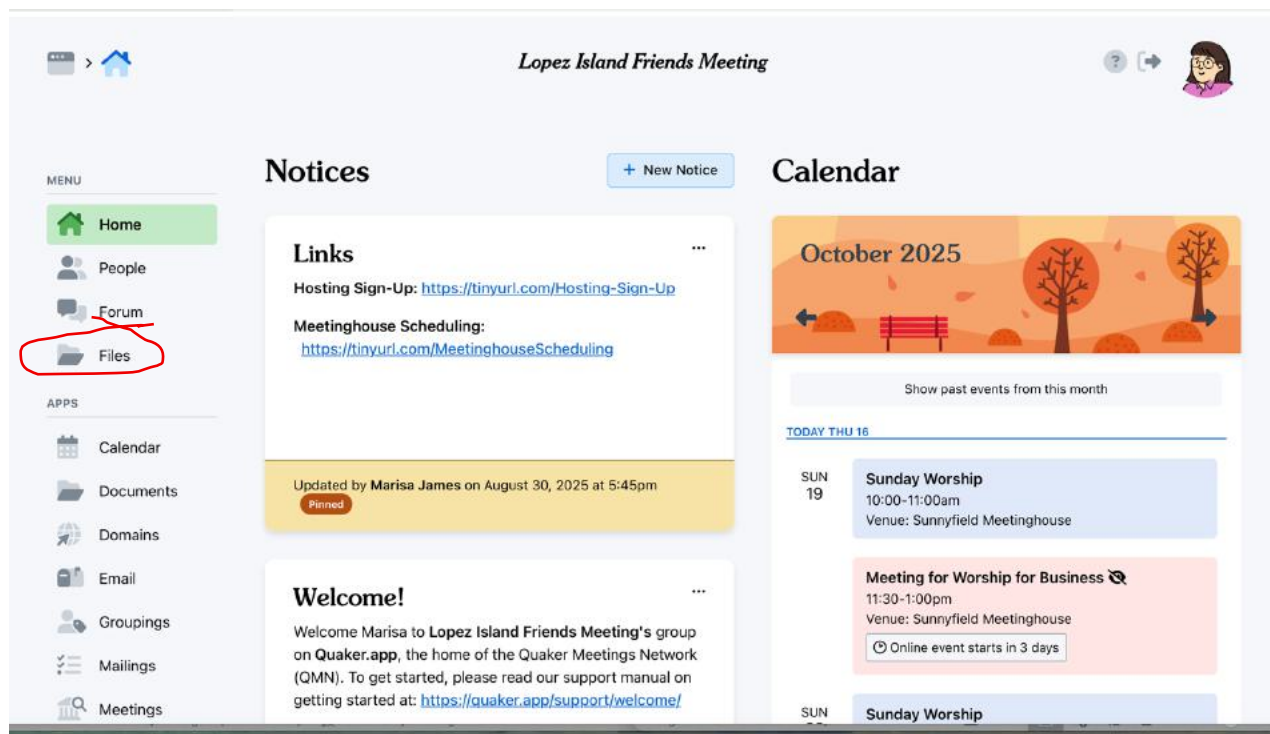 Lopez Island Friends Meeting
?
MENU
Home
People
Forum
Files
APPS
Calendar
Documents
Domains
Email
Groupings
Mailings
Meetings
Notices
+ New Notice
Links
...
Hosting Sign-Up: https://tinyurl.com/Hosting-Sign-Up
Meetinghouse Scheduling:
https://tinyurl.com/MeetinghouseScheduling
Updated by Marisa James on August 30, 2025 at 5:45pm
Pinned
Welcome!
...
Welcome Marisa to Lopez Island Friends Meeting's group
on Quaker.app, the home of the Quaker Meetings Network
(QMN). To get started, please read our support manual on
getting started at: https://quaker.app/support/welcome/
Calendar
October 2025
Show past events from this month
TODAY THU 16
SUN
19
Sunday Worship
10:00-11:00am
Venue: Sunnyfield Meetinghouse
Meeting for Worship for Business
11:30-1:00pm
Venue: Sunnyfield Meetinghouse
Online event starts in 3 days
SUN
Sunday Worship